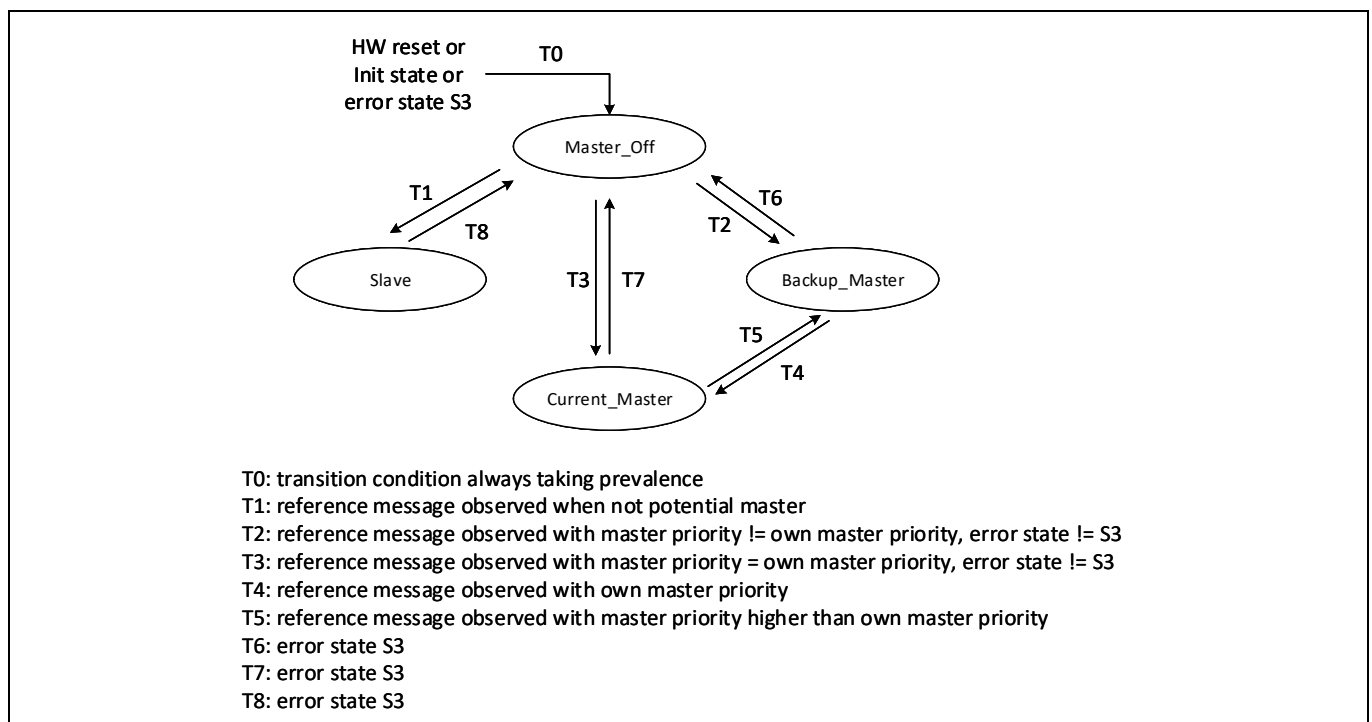 HW reset or
Init state or
error state S3
T0
Master_Off
T1
T8
T6
T2
Slave
T3
T7
Backup_Master
T5
T4
Current_Master
T0: transition condition always taking prevalence
T1: reference message observed when not potential master
T2: reference message observed with master priority != own master priority, error state != S3
T3: reference message observed with master priority = own master priority, error state != S3
T4: reference message observed with own master priority
T5: reference message observed with master priority higher than own master priority
T6: error state S3
T7: error state S3
T8: error state S3